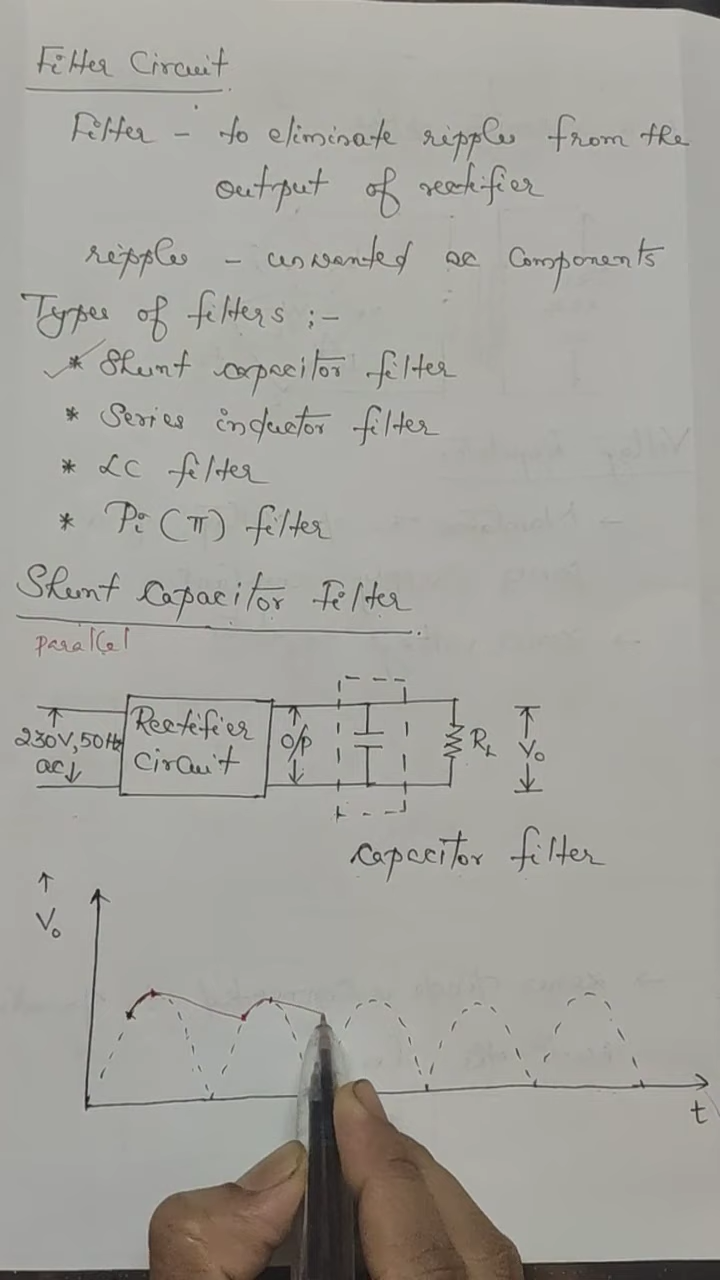 Filter Circuit
Filter - to eliminate ripples from the
output of rectifier
ripples - unwanted ac components
Types of filters :-
* Shunt capacitor filter
* Series inductor filter
* LC filter
* Pi (π) filter
Shunt Capacitor Filter
parallel
230V, 50Hz
ac
Rectifier
Circuit
O/p
RL
Vo
Capacitor filter
Vo
t